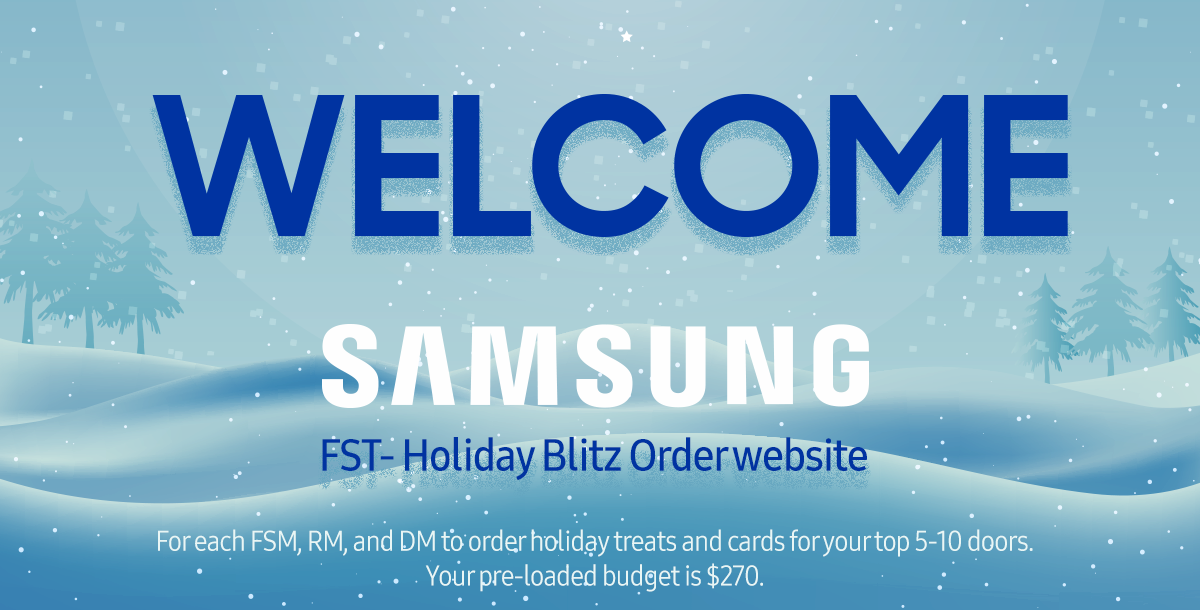 WELCOME
SAMSUNG
FST- Holiday Blitz Order website
For each FSM, RM, and DM to order holiday treats and cards for your top 5-10 doors.
Your pre-loaded budget is $270.